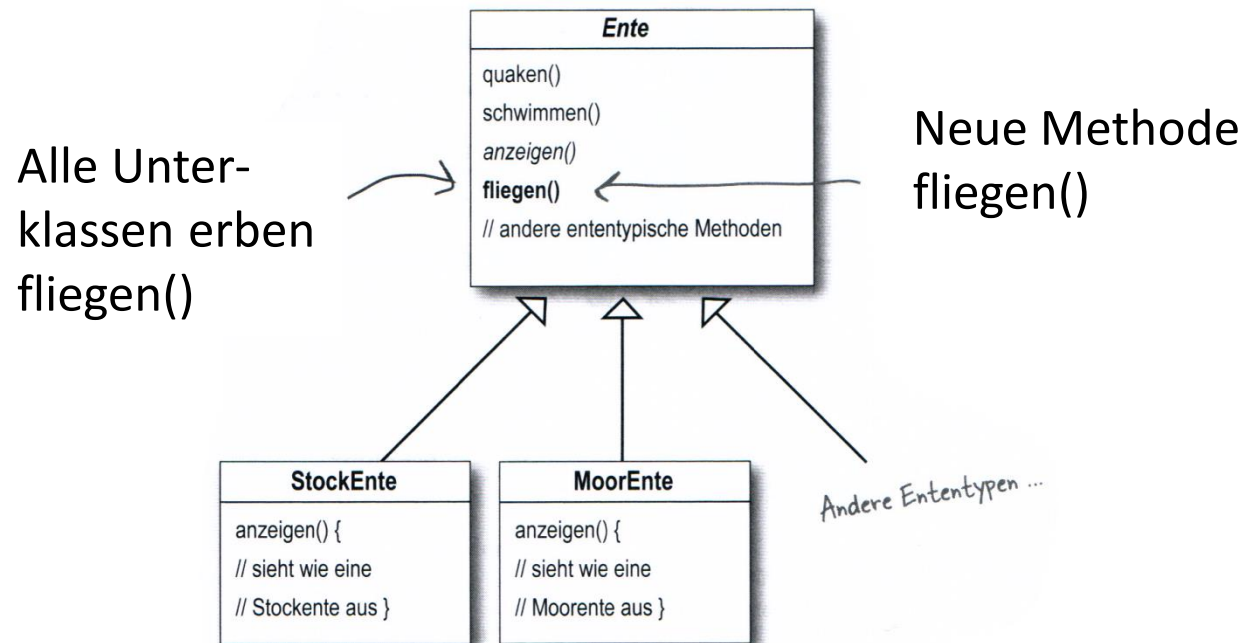 Ente
quaken()
schwimmen()
anzeigen()
fliegen()
// andere ententypische Methoden
Alle Unter-
klassen erben
fliegen()
Neue Methode
fliegen()
StockEnte
anzeigen() {
// sieht wie eine
// Stockente aus }
MoorEnte
anzeigen() {
// sieht wie eine
// Moorente aus }
Andere Ententypen ...